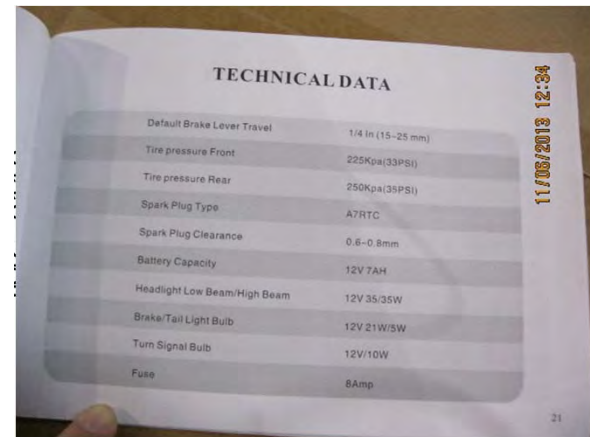 TECHNICAL DATA
Default Brake Lever Travel 1/4 In (15-25 mm)
Tire pressure Front 225Kpa(33PSI)
Tire pressure Rear 250Kpa(35PSI)
Spark Plug Type A7RTC
Spark Plug Clearance 0.6-0.8mm
Battery Capacity 12V 7AH
Headlight Low Beam/High Beam 12V 35/35W
Brake/Tail Light Bulb 12V 21W/5W
Turn Signal Bulb 12V/10W
Fuse 8Amp
21
11/06/2013 12:34